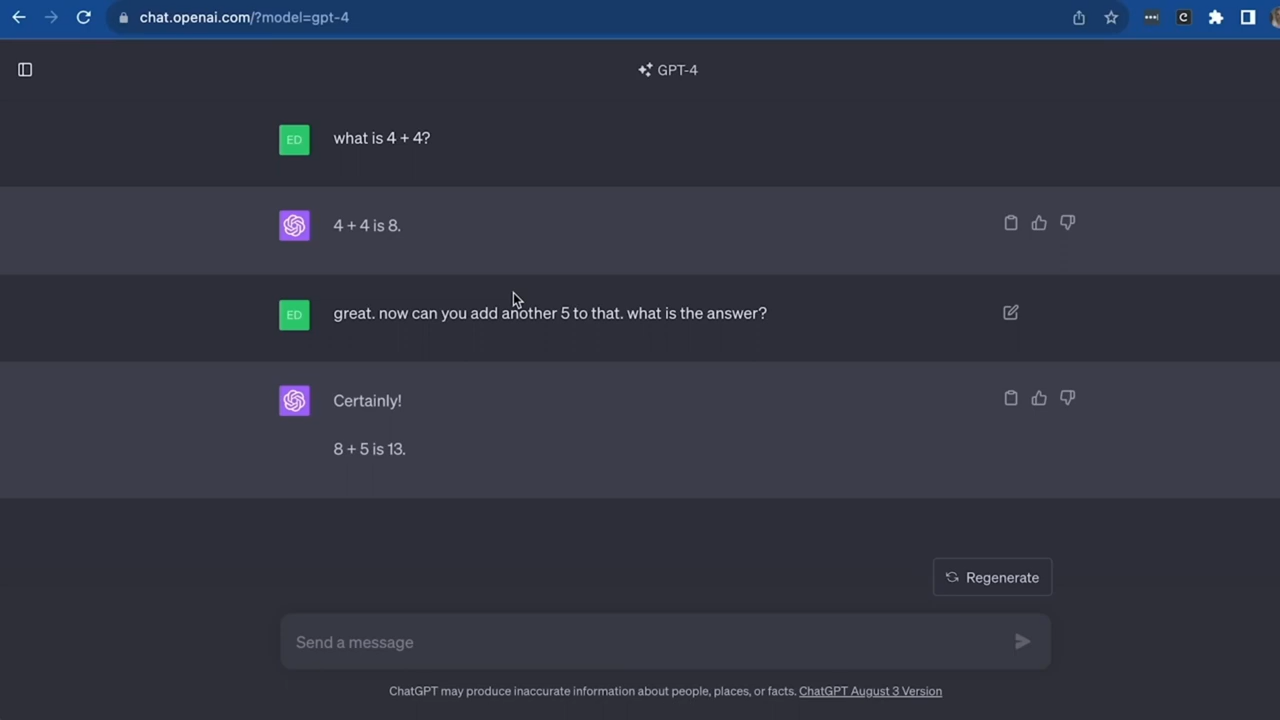 chat.openai.com/?model=gpt-4
GPT-4
ED
what is 4 + 4?
4 + 4 is 8.
ED
great. now can you add another 5 to that. what is the answer?
Certainly!
8 + 5 is 13.
Regenerate
Send a message
ChatGPT may produce inaccurate information about people, places, or facts. ChatGPT August 3 Version